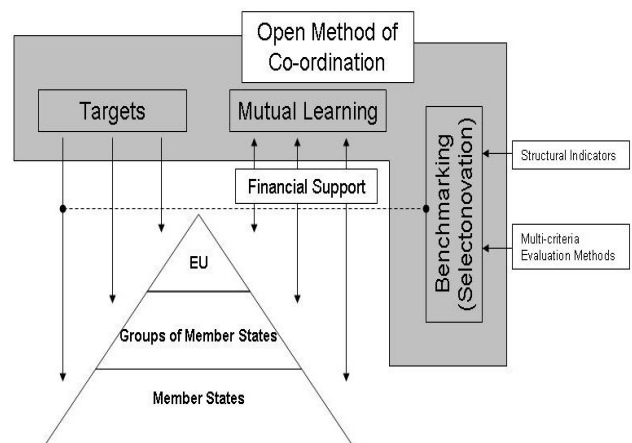 Open Method of
Co-ordination
Targets
Mutual Learning
Financial Support
Benchmarking
(Selectonovation)
Structural Indicators
Multi-criteria
Evaluation Methods
EU
Groups of Member States
Member States